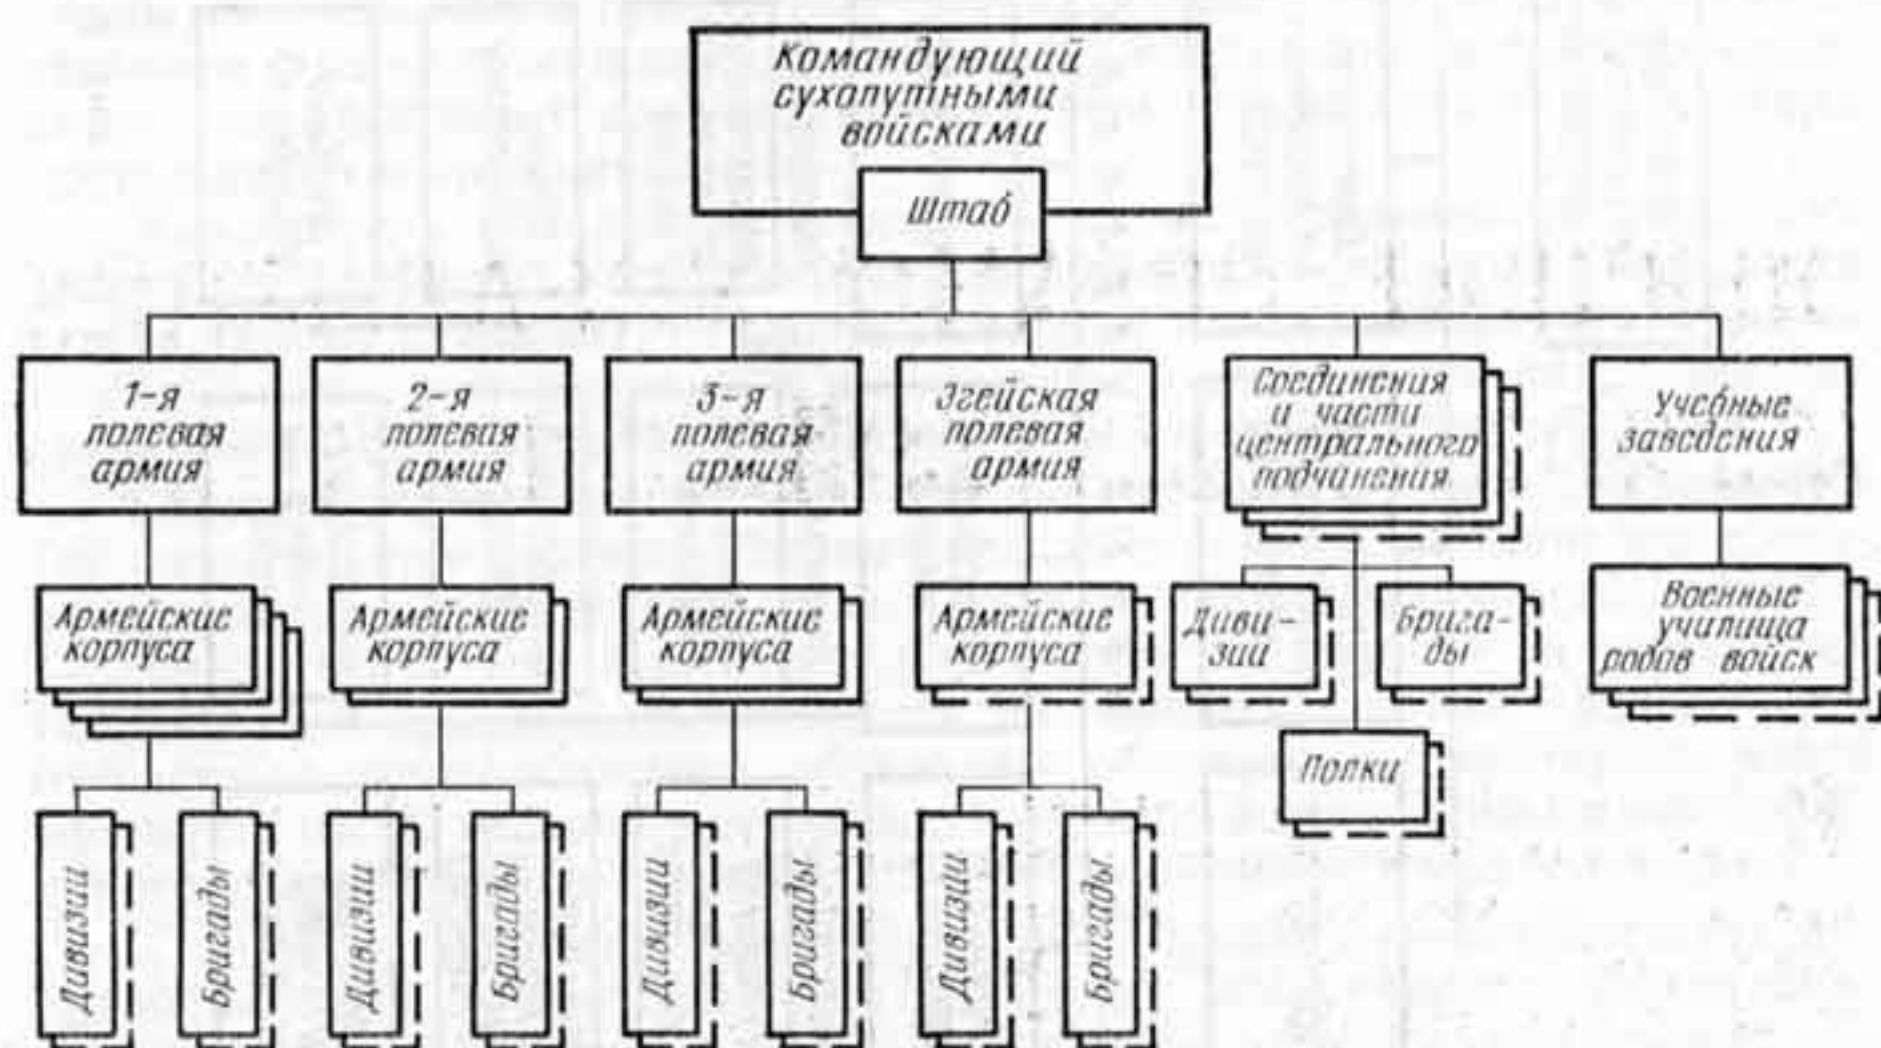 Командующий
сухопутными
войсками
Штаб
1-я
полевая
армия
2-я
полевая
армия
3-я
полевая
армия
Эгейская
полевая
армия
Соединения
и части
центрального
подчинения
Учебные
заведения
Армейские
корпуса
Армейские
корпуса
Армейские
корпуса
Армейские
корпуса
Диви-
зии
Брига-
ды
Военные
училища
родов войск
Полки
Дивизии
Бригады
Дивизии
Бригады
Дивизии
Бригады
Дивизии
Бригады